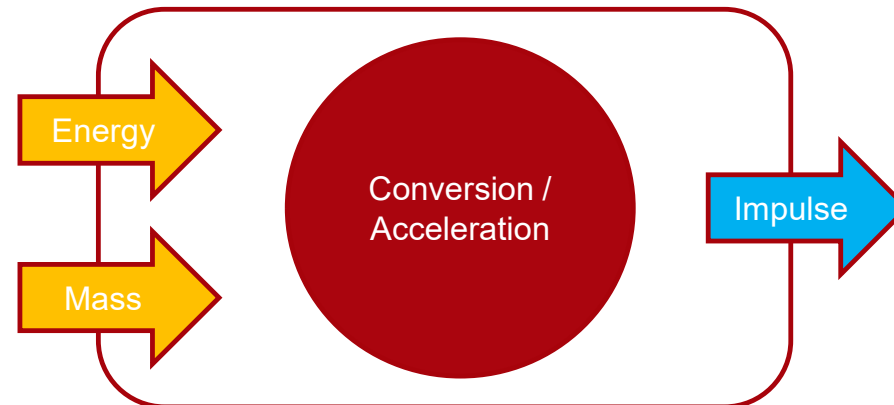 Energy
Conversion /
Acceleration
Impulse
Mass